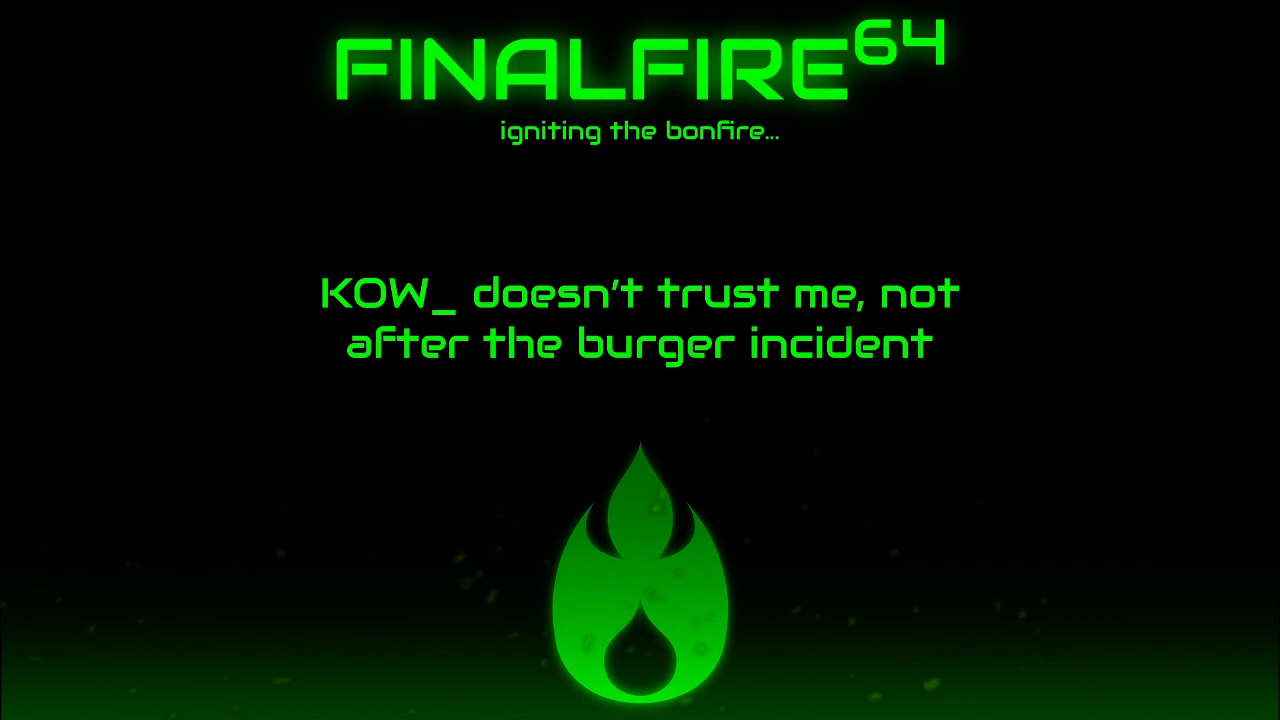 FINALFIRE⁶⁴
igniting the bonfire...
KOW_ doesn't trust me, not
after the burger incident